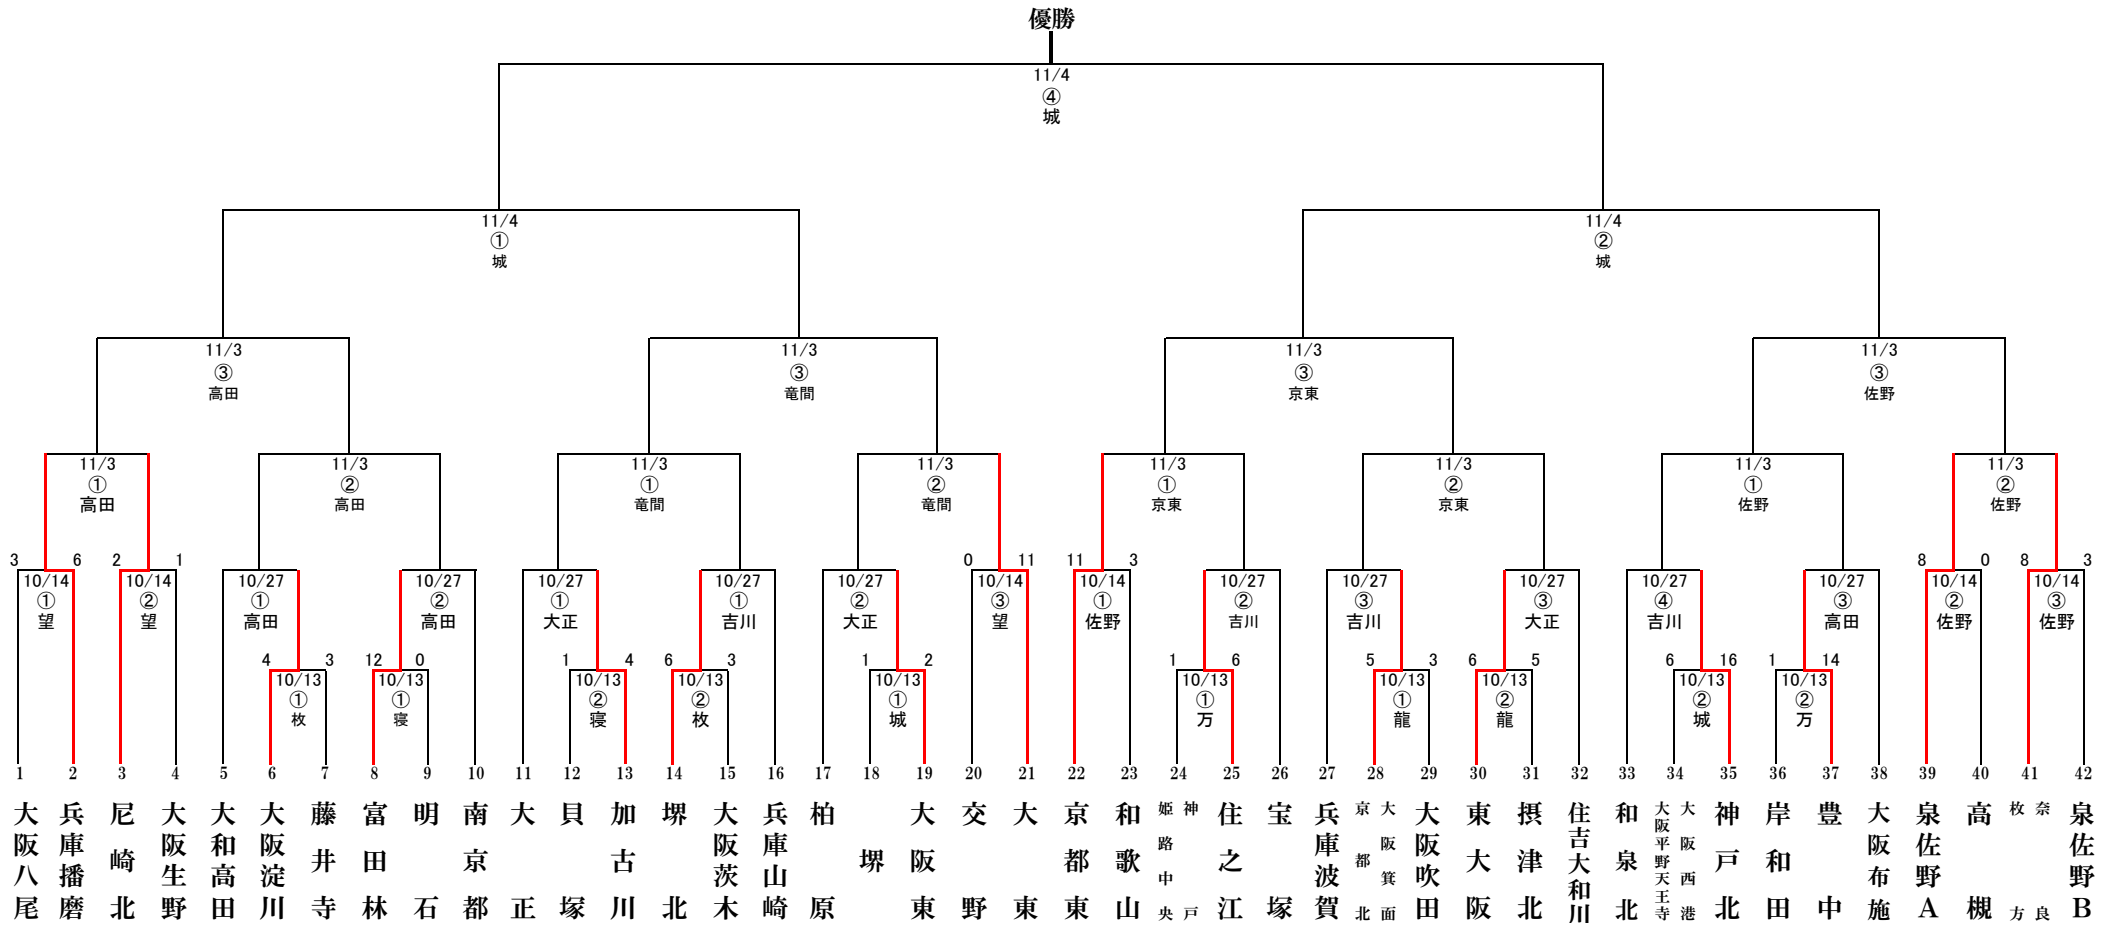 優勝
11/4
④
城
11/4
①
城
11/4
②
城
11/3
③
高田
11/3
③
竜間
11/3
③
京東
11/3
③
佐野
11/3
①
高田
11/3
②
高田
11/3
①
竜間
11/3
②
竜間
11/3
①
京東
11/3
②
京東
11/3
①
佐野
11/3
②
佐野
3 6
10/14
①
望
2 1
10/14
②
望
10/27
①
高田
10/27
②
高田
10/27
①
大正
10/27
①
吉川
10/27
②
大正
0 11
10/14
③
望
11 3
10/14
①
佐野
10/27
②
吉川
10/27
③
吉川
10/27
③
大正
10/27
④
吉川
10/27
③
高田
8 0
10/14
②
佐野
8 3
10/14
③
佐野
4 3
10/13
①
枚
12 0
10/13
①
寝
1 4
10/13
②
寝
6 3
10/13
②
枚
1 2
10/13
①
城
1 6
10/13
①
万
5 3
10/13
①
龍
6 5
10/13
②
龍
6 16
10/13
②
城
1 14
10/13
②
万
1 2 3 4 5 6 7 8 9 10 11 12 13 14 15 16 17 18 19 20 21 22 23 24 25 26 27 28 29 30 31 32 33 34 35 36 37 38 39 40 41 42
大阪八尾
兵庫播磨
尼崎北
大阪生野
大和高田
大阪淀川
藤井寺
富田林
明石
南京都
大正
貝塚
加古川
堺北
大阪茨木
兵庫山崎
柏原
堺
大阪東
交野
大東
京都東
和歌山
神戸
姫路中央
住之江
宝塚
兵庫波賀
大阪箕面
京都北
大阪吹田
東大阪
摂津北
住吉大和川
和泉北
大阪西港
大阪平野天王寺
神戸北
岸和田
豊中
大阪布施
泉佐野A
高槻
奈良
枚方
泉佐野B